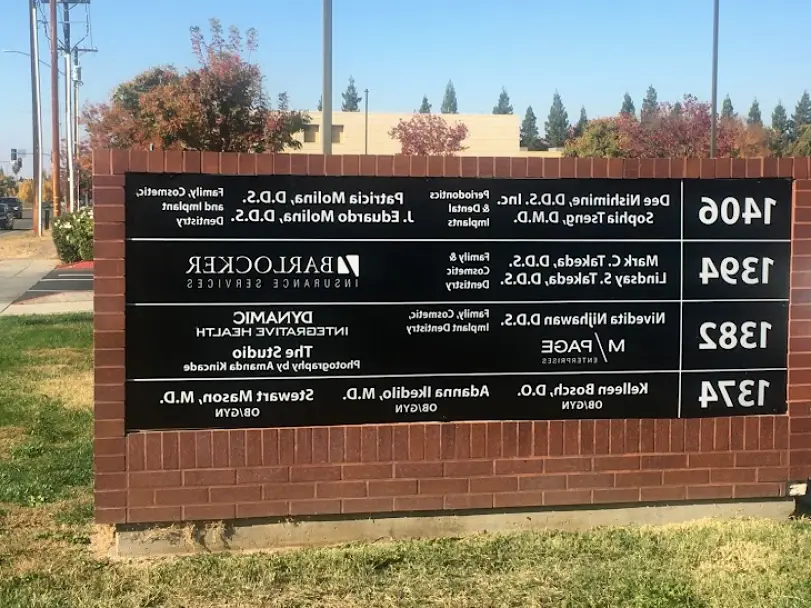 1406
Dee Nishimine, D.D.S. Inc.
Sophia Tseng, D.M.D.
Periodontics
& Dental
Implants
Patricia Molina, D.D.S.
J. Eduardo Molina, D.D.S.
Family, Cosmetic,
and Implant
Dentistry
1394
Mark C. Takeda, D.D.S.
Lindsay S. Takeda, D.D.S.
Family &
Cosmetic
Dentistry
BARLOCKER
INSURANCE SERVICES
1382
Nivedita Nijhawan D.D.S.
Family, Cosmetic,
Implant Dentistry
M/PAGE
ENTERPRISES
DYNAMIC
INTEGRATIVE HEALTH
The Studio
Photography by Amanda Kincade
1374
Kelleen Bosch, D.O.
OB/GYN
Adanna Ikedilo, M.D.
OB/GYN
Stewart Mason, M.D.
OB/GYN